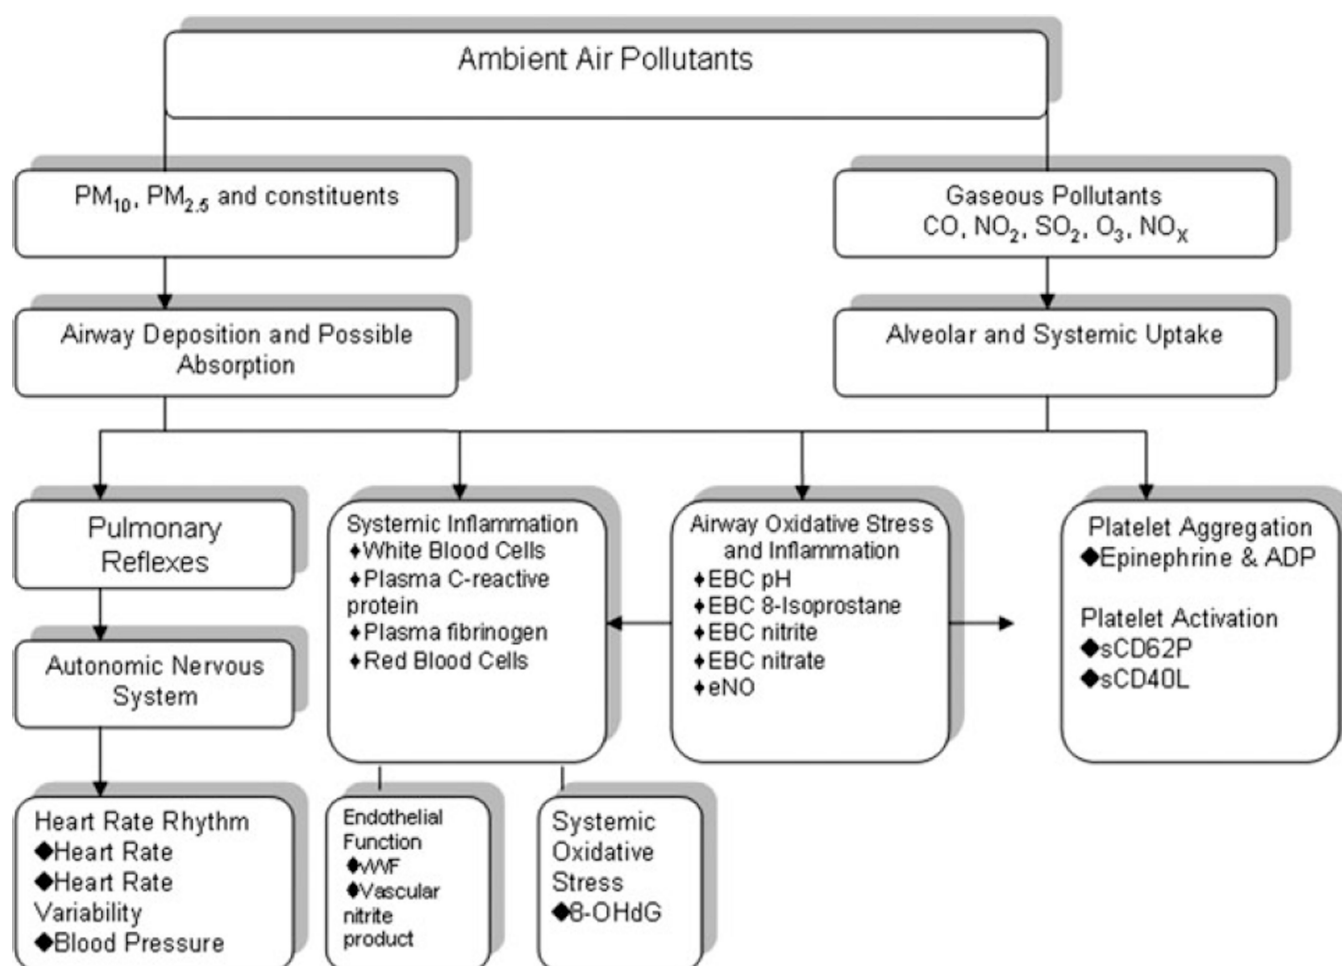 Ambient Air Pollutants
PM₁₀, PM₂.₅ and constituents
Gaseous Pollutants
CO, NO₂, SO₂, O₃, NOₓ
Airway Deposition and Possible
Absorption
Alveolar and Systemic Uptake
Pulmonary
Reflexes
Systemic Inflammation
♦White Blood Cells
♦Plasma C-reactive
protein
♦Plasma fibrinogen
♦Red Blood Cells
Airway Oxidative Stress
and Inflammation
♦EBC pH
♦EBC 8-Isoprostane
♦EBC nitrite
♦EBC nitrate
♦eNO
Platelet Aggregation
◆Epinephrine & ADP
Platelet Activation
◆sCD62P
◆sCD40L
Autonomic Nervous
System
Heart Rate Rhythm
◆Heart Rate
◆Heart Rate
Variability
◆Blood Pressure
Endothelial
Function
♦vWF
♦Vascular
nitrite
product
Systemic
Oxidative
Stress
◆8-OHdG